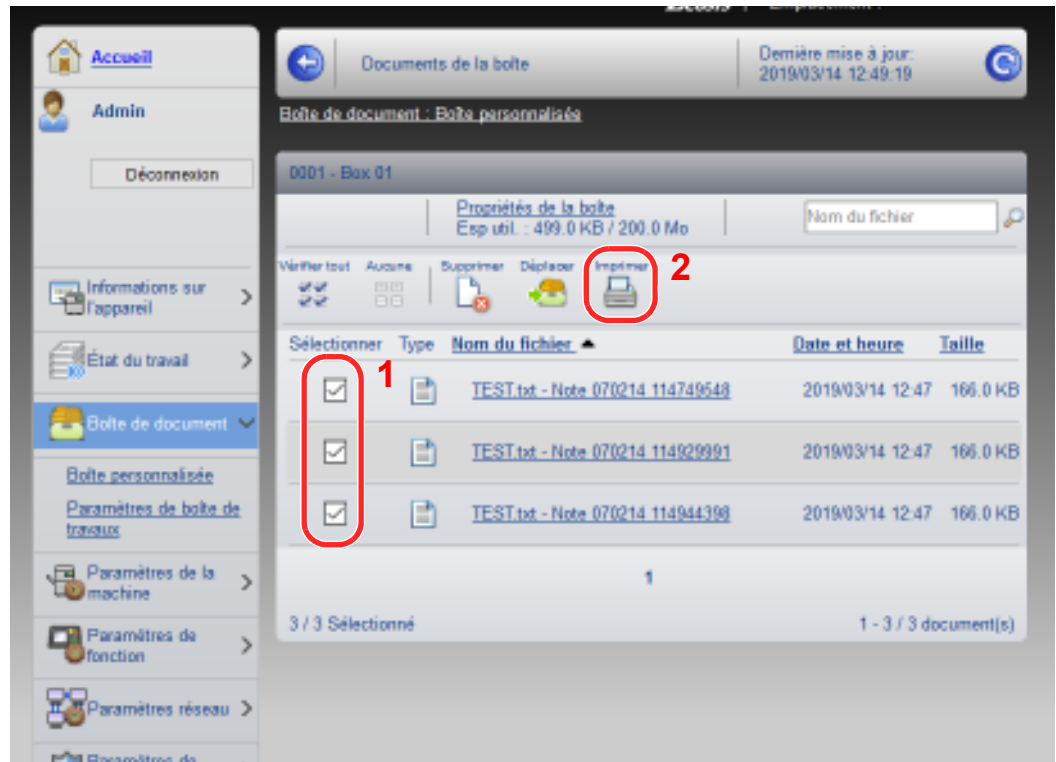 Accueil
Admin
Déconnexion
Informations sur
l'appareil
État du travail
Boîte de document
Boîte personnalisée
Paramètres de boîte de
travaux
Paramètres de la
machine
Paramètres de
fonction
Paramètres réseau
Paramètres de
Documents de la boîte
Dernière mise à jour:
2019/03/14 12:49:19
Boîte de document : Boîte personnalisée
0001 - Box 01
Propriétés de la boîte
Esp util. : 499.0 KB / 200.0 Mo
Nom du fichier
Vérifier tout Aucune Supprimer Déplacer Imprimer
2
Sélectionner Type Nom du fichier Date et heure Taille
1
TEST.txt - Note 070214 114749548 2019/03/14 12:47 166.0 KB
TEST.txt - Note 070214 114929991 2019/03/14 12:47 166.0 KB
TEST.txt - Note 070214 114944398 2019/03/14 12:47 166.0 KB
1
3 / 3 Sélectionné 1 - 3 / 3 document(s)